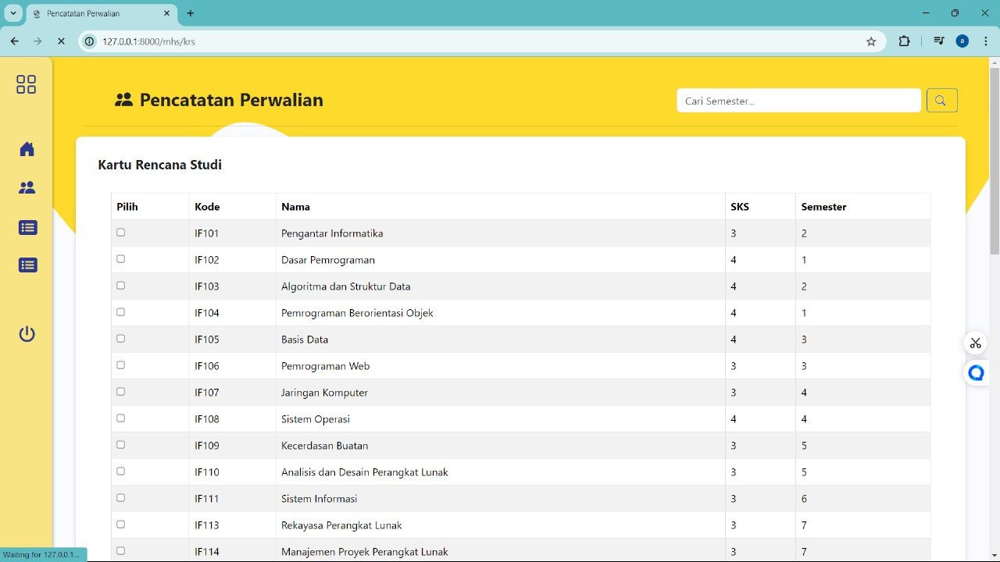 Pencatatan Perwalian
127.0.0.1:8000/mhs/krs
a
Pencatatan Perwalian
Cari Semester...
Kartu Rencana Studi
Pilih Kode Nama SKS Semester
IF101 Pengantar Informatika 3 2
IF102 Dasar Pemrograman 4 1
IF103 Algoritma dan Struktur Data 4 2
IF104 Pemrograman Berorientasi Objek 4 1
IF105 Basis Data 4 3
IF106 Pemrograman Web 3 3
IF107 Jaringan Komputer 3 4
IF108 Sistem Operasi 4 4
IF109 Kecerdasan Buatan 3 5
IF110 Analisis dan Desain Perangkat Lunak 3 5
IF111 Sistem Informasi 3 6
IF113 Rekayasa Perangkat Lunak 3 7
IF114 Manajemen Proyek Perangkat Lunak 3 7
Waiting for 127.0.0.1...